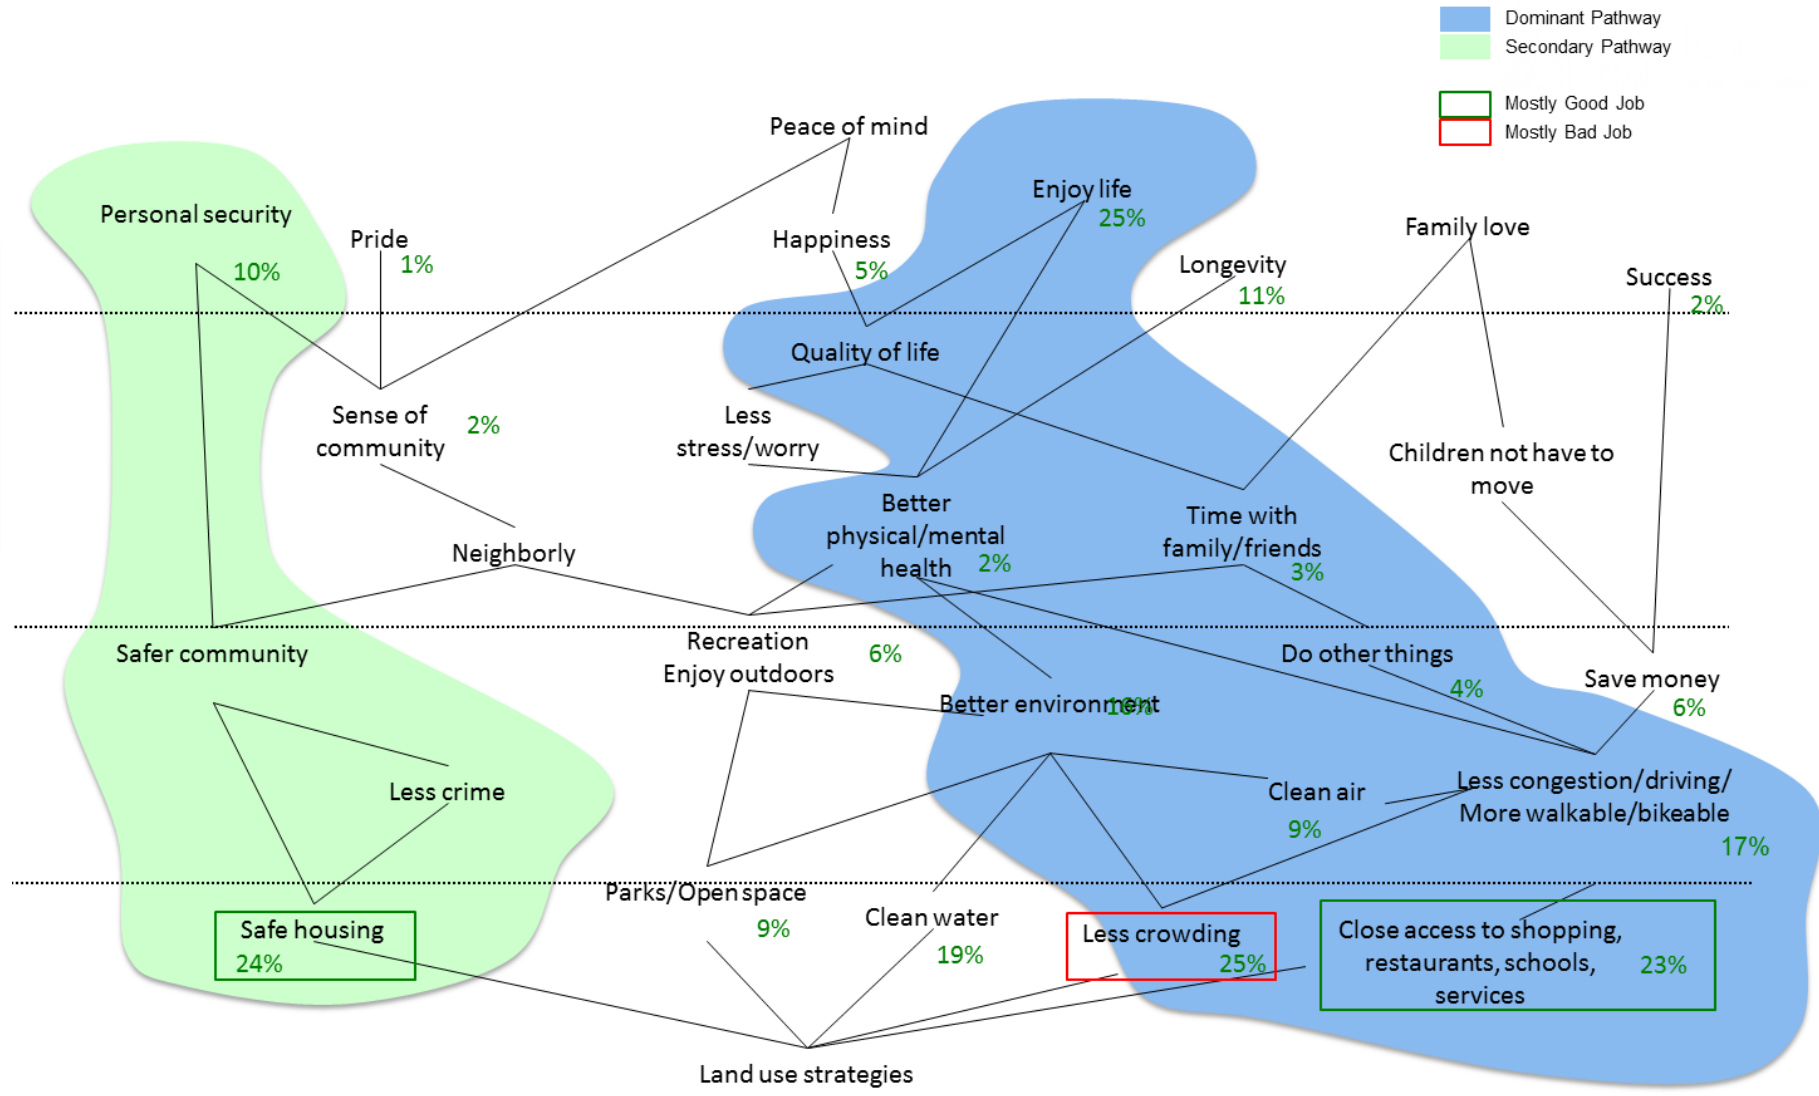 Dominant Pathway
Secondary Pathway
Mostly Good Job
Mostly Bad Job
Peace of mind
Enjoy life
25%
Personal security
10%
Pride
1%
Happiness
5%
Longevity
11%
Family love
Success
2%
Quality of life
Sense of
community
2%
Less
stress/worry
Children not have to
move
Better
physical/mental
health
2%
Time with
family/friends
3%
Neighborly
Safer community
Recreation
Enjoy outdoors
6%
Do other things
4%
Save money
6%
Better environment
16%
Less crime
Clean air
9%
Less congestion/driving/
More walkable/bikeable
17%
Parks/Open space
9%
Clean water
19%
Safe housing
24%
Less crowding
25%
Close access to shopping,
restaurants, schools,
services
23%
Land use strategies